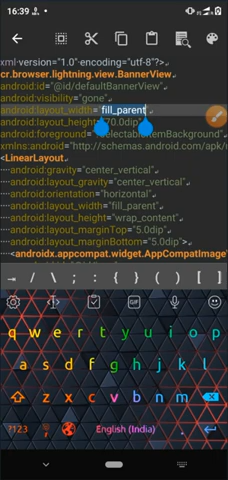 16:39
xml·version="1.0"·encoding="utf-8"?>
cr.browser.lightning.view.BannerView
android:id="@id/defaultBannerView"
android:visibility="gone"
android:layout_width="fill_parent"
android:layout_height="70.0dip"
android:foreground="?selectableItemBackground"
xmlns:android="http://schemas.android.com/apk/r
<LinearLayout
android:gravity="center_vertical"
android:layout_gravity="center_vertical"
android:orientation="horizontal"
android:layout_width="fill_parent"
android:layout_height="wrap_content"
android:layout_marginTop="5.0dip"
android:layout_marginBottom="5.0dip">
<androidx.appcompat.widget.AppCompatImage
⇥ / \ ; : { } ( ) [ ]
GIF
q w e r t y u i o p
a s d f g h j k l
z x c v b n m
?123 English (India) .